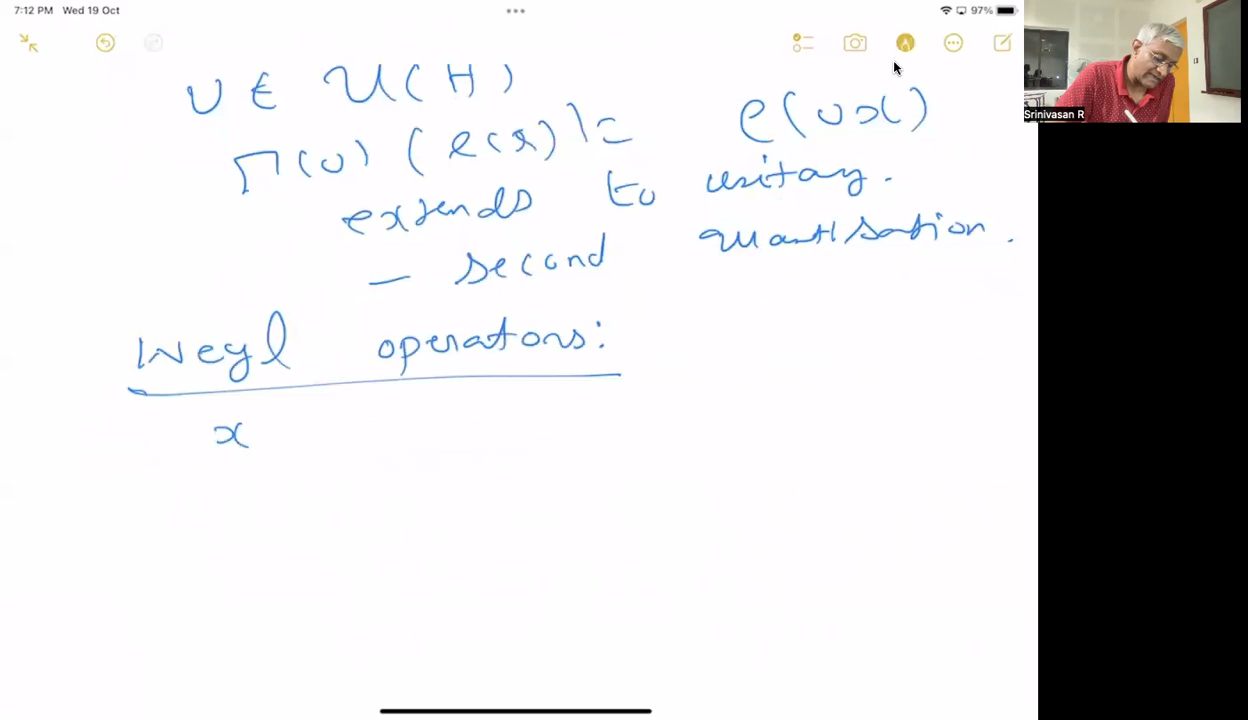 7:12 PM Wed 19 Oct
97%
U ∈ U(H)
Γ(U) (e(x)) = e(Ux)
extends to unitary.
— second quantisation.
Weyl operators:
x
Srinivasan R